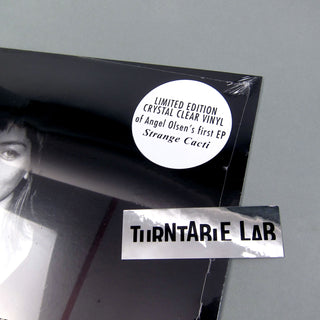 LIMITED EDITION
CRYSTAL CLEAR VINYL
of Angel Olsen's first EP
Strange Cacti
TURNTABLE LAB